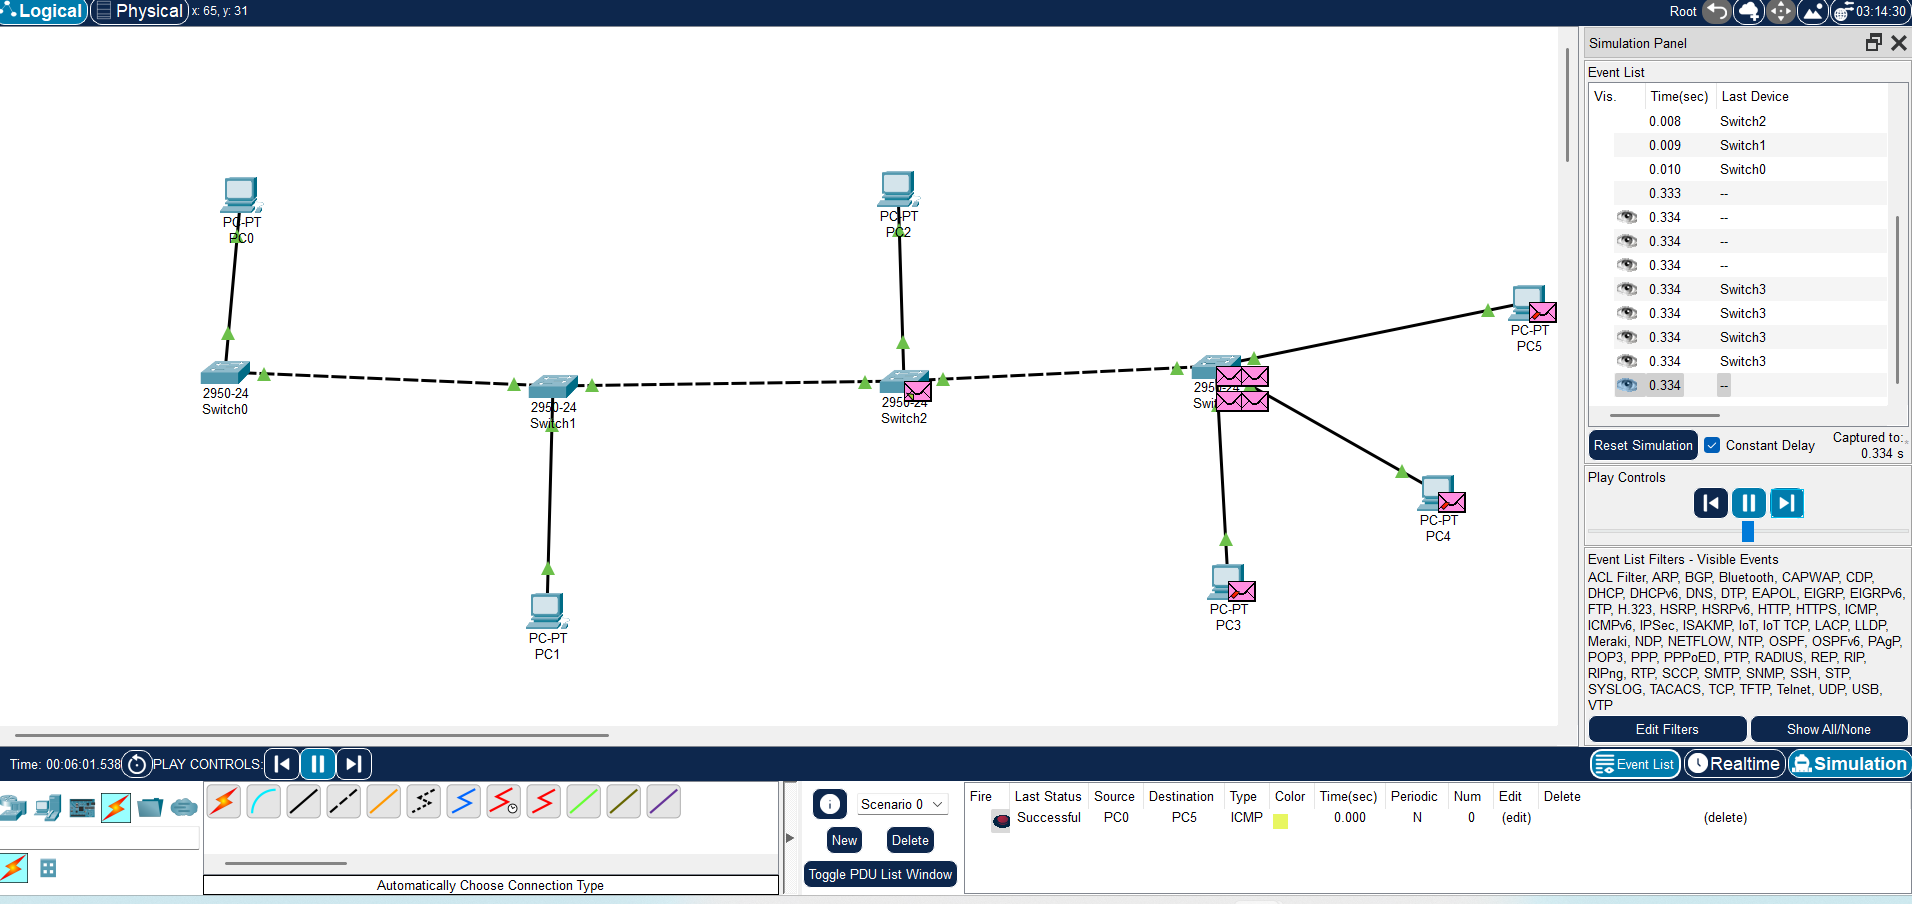 Logical Physical x: 65, y: 31
Root 03:14:30
PC-PT
PC0
2950-24
Switch0
2950-24
Switch1
PC-PT
PC1
PC-PT
PC2
2950-24
Switch2
PC-PT
PC5
PC-PT
PC4
PC-PT
PC3
Simulation Panel
Event List
Vis. Time(sec) Last Device
0.008 Switch2
0.009 Switch1
0.010 Switch0
0.333 --
0.334 --
0.334 --
0.334 --
0.334 Switch3
0.334 Switch3
0.334 Switch3
0.334 Switch3
0.334 --
Reset Simulation Constant Delay Captured to:
0.334 s
Play Controls
Event List Filters - Visible Events
ACL Filter, ARP, BGP, Bluetooth, CAPWAP, CDP,
DHCP, DHCPv6, DNS, DTP, EAPOL, EIGRP, EIGRPv6,
FTP, H.323, HSRP, HSRPv6, HTTP, HTTPS, ICMP,
ICMPv6, IPSec, ISAKMP, IoT, IoT TCP, LACP, LLDP,
Meraki, NDP, NETFLOW, NTP, OSPF, OSPFv6, PAgP,
POP3, PPP, PPPoED, PTP, RADIUS, REP, RIP,
RIPng, RTP, SCCP, SMTP, SNMP, SSH, STP,
SYSLOG, TACACS, TCP, TFTP, Telnet, UDP, USB,
VTP
Edit Filters Show All/None
Time: 00:06:01.538 PLAY CONTROLS:
Event List Realtime Simulation
Automatically Choose Connection Type
Scenario 0
New Delete
Toggle PDU List Window
Fire Last Status Source Destination Type Color Time(sec) Periodic Num Edit Delete
Successful PC0 PC5 ICMP 0.000 N 0 (edit) (delete)